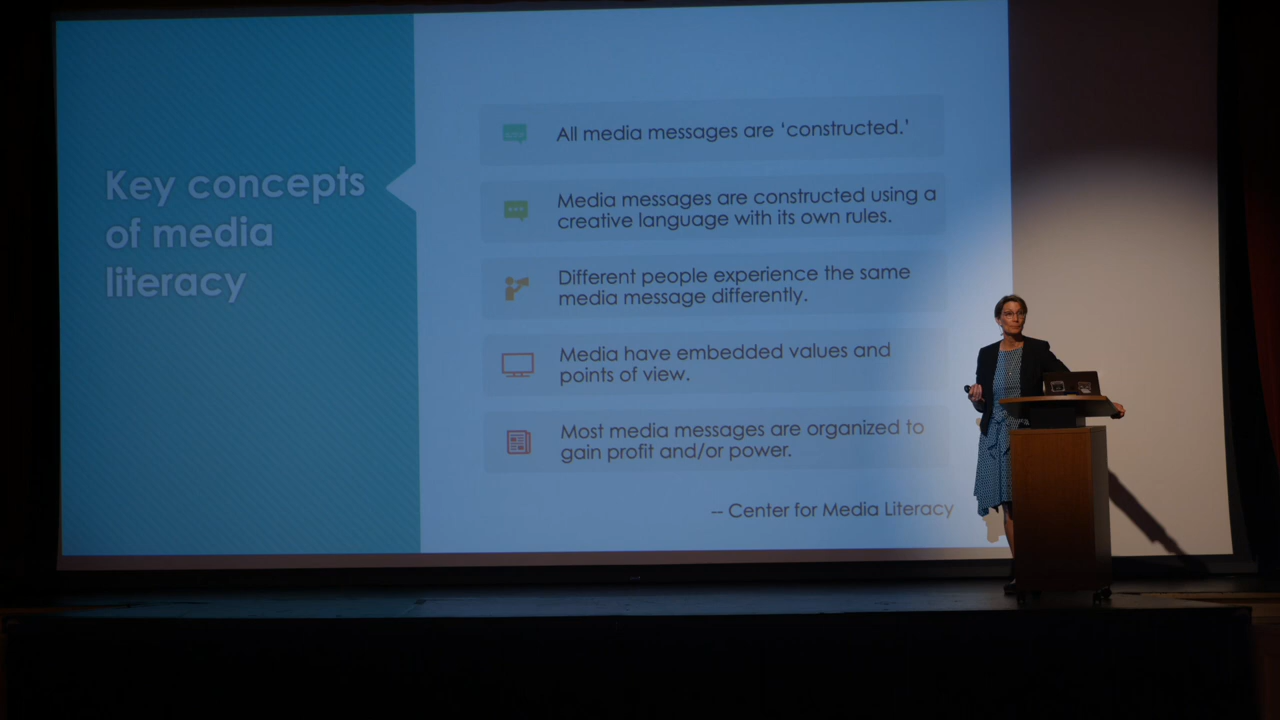 Key concepts
of media
literacy
All media messages are ‘constructed.’
Media messages are constructed using a
creative language with its own rules.
Different people experience the same
media message differently.
Media have embedded values and
points of view.
Most media messages are organized to
gain profit and/or power.
-- Center for Media Literacy